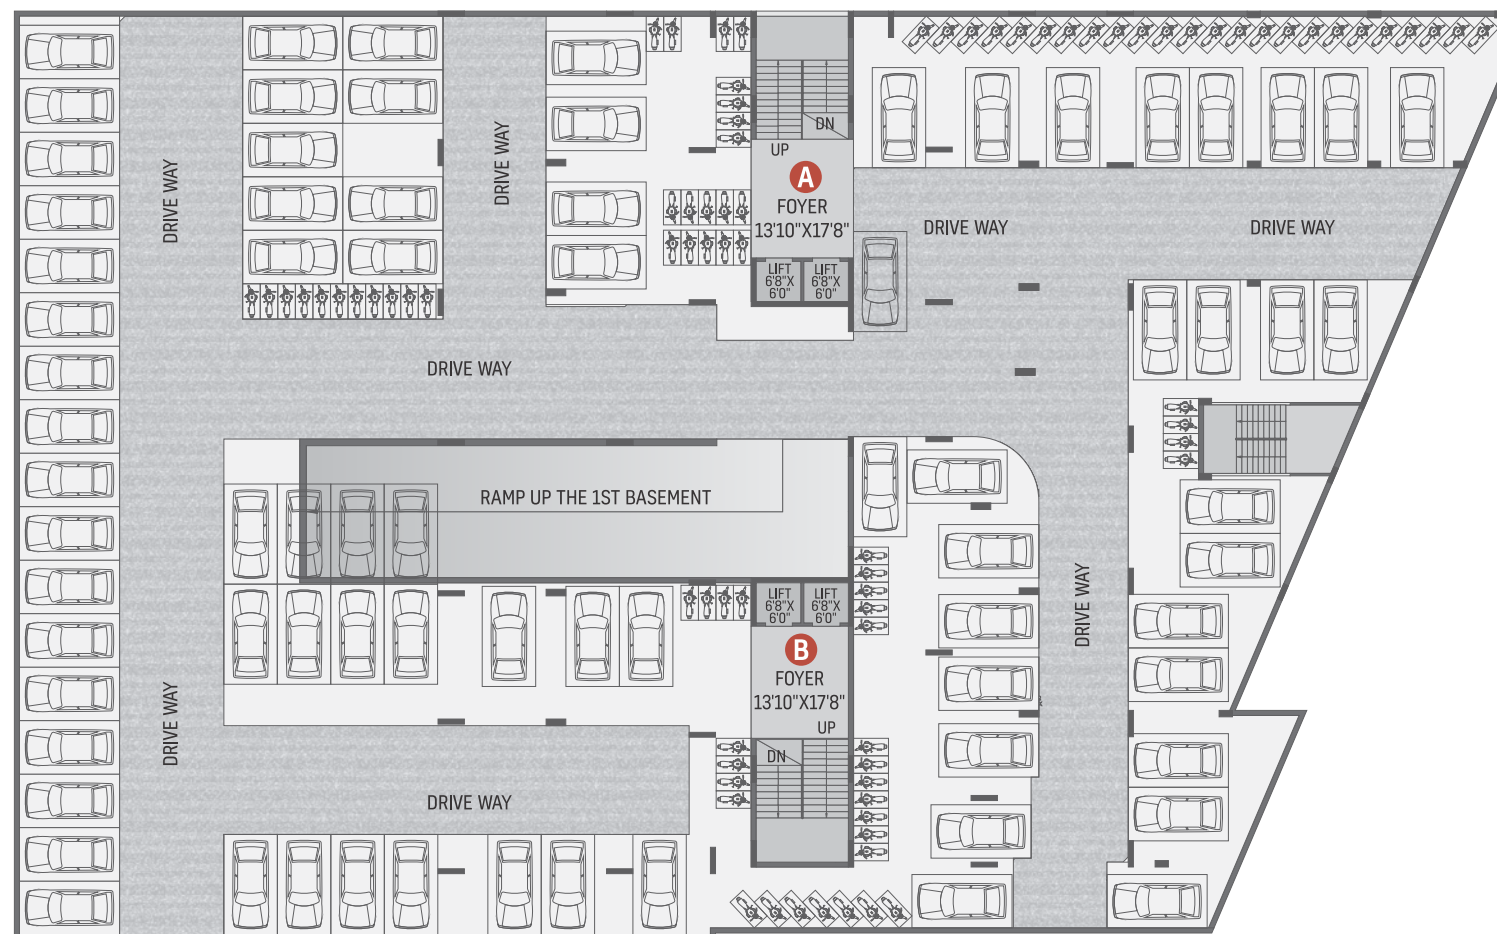 DN
UP
A
FOYER
13'10"X17'8"
LIFT
6'8"X
6'0"
LIFT
6'8"X
6'0"
DRIVE WAY
DRIVE WAY
DRIVE WAY
DRIVE WAY
DRIVE WAY
RAMP UP THE 1ST BASEMENT
LIFT
6'8"X
6'0"
LIFT
6'8"X
6'0"
B
FOYER
13'10"X17'8"
UP
DN
DRIVE WAY
DRIVE WAY
DRIVE WAY